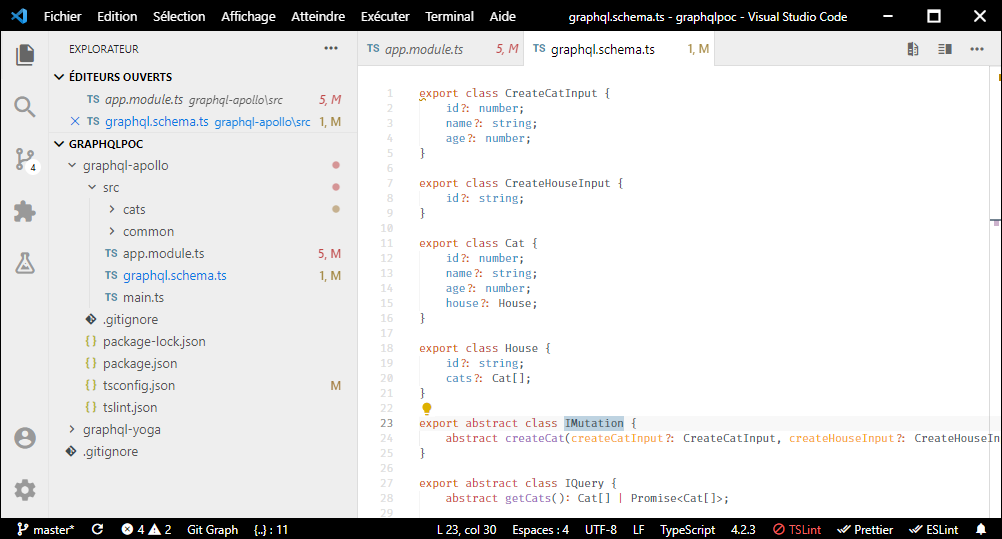 Fichier Edition Sélection Affichage Atteindre Exécuter Terminal Aide graphql.schema.ts - graphqlpoc - Visual Studio Code
EXPLORATEUR
ÉDITEURS OUVERTS
TS app.module.ts graphql-apollo\src 5, M
TS graphql.schema.ts graphql-apollo\src 1, M
GRAPHQLPOC
graphql-apollo
src
cats
common
TS app.module.ts 5, M
TS graphql.schema.ts 1, M
TS main.ts
.gitignore
{} package-lock.json
{} package.json
{} tsconfig.json M
{} tslint.json
graphql-yoga
.gitignore
4
TS app.module.ts 5, M
TS graphql.schema.ts 1, M
1 export class CreateCatInput {
2 id?: number;
3 name?: string;
4 age?: number;
5 }
6
7 export class CreateHouseInput {
8 id?: string;
9 }
10
11 export class Cat {
12 id?: number;
13 name?: string;
14 age?: number;
15 house?: House;
16 }
17
18 export class House {
19 id?: string;
20 cats?: Cat[];
21 }
22
23 export abstract class IMutation {
24 abstract createCat(createCatInput?: CreateCatInput, createHouseInput?: CreateHouseIn
25 }
26
27 export abstract class IQuery {
28 abstract getCats(): Cat[] | Promise<Cat[]>;
29
master* 4 2 Git Graph {..} : 11 L 23, col 30 Espaces : 4 UTF-8 LF TypeScript 4.2.3 TSLint Prettier ESLint